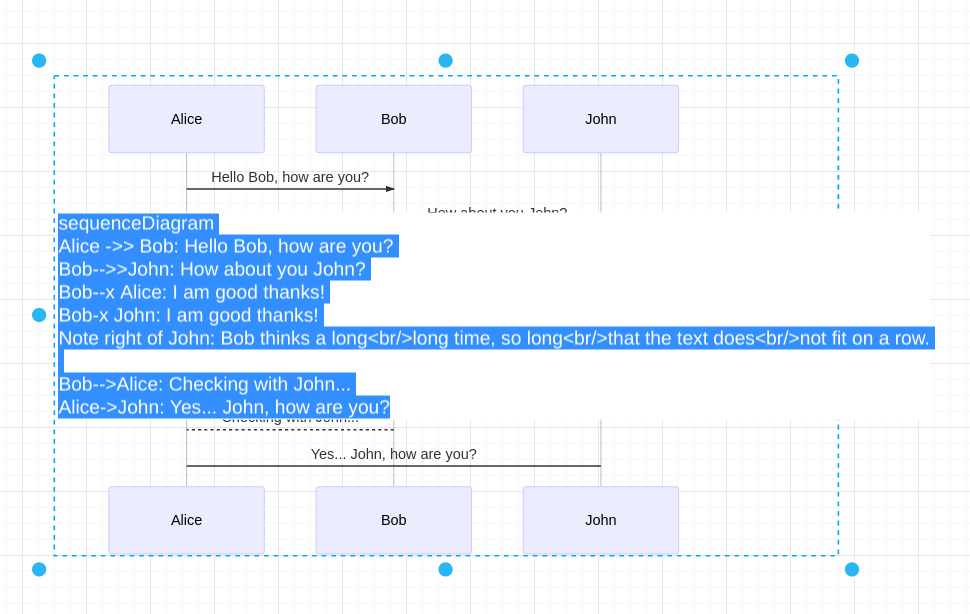 Alice
Bob
John
Hello Bob, how are you?
How about you John?
sequenceDiagram
Alice ->> Bob: Hello Bob, how are you?
Bob-->>John: How about you John?
Bob--x Alice: I am good thanks!
Bob-x John: I am good thanks!
Note right of John: Bob thinks a long<br/>long time, so long<br/>that the text does<br/>not fit on a row.
Bob-->Alice: Checking with John...
Alice->John: Yes... John, how are you?
Checking with John...
Yes... John, how are you?
Alice
Bob
John